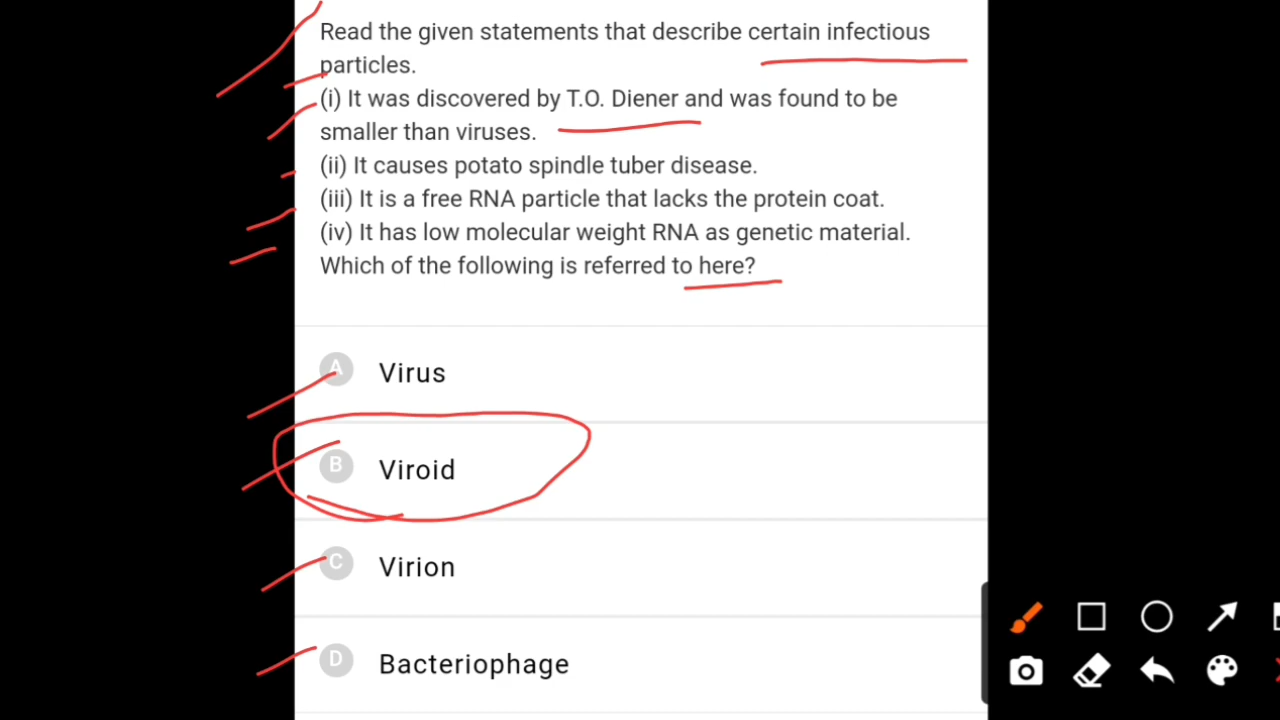 Read the given statements that describe certain infectious
particles.
(i) It was discovered by T.O. Diener and was found to be
smaller than viruses.
(ii) It causes potato spindle tuber disease.
(iii) It is a free RNA particle that lacks the protein coat.
(iv) It has low molecular weight RNA as genetic material.
Which of the following is referred to here?
A Virus
B Viroid
C Virion
D Bacteriophage